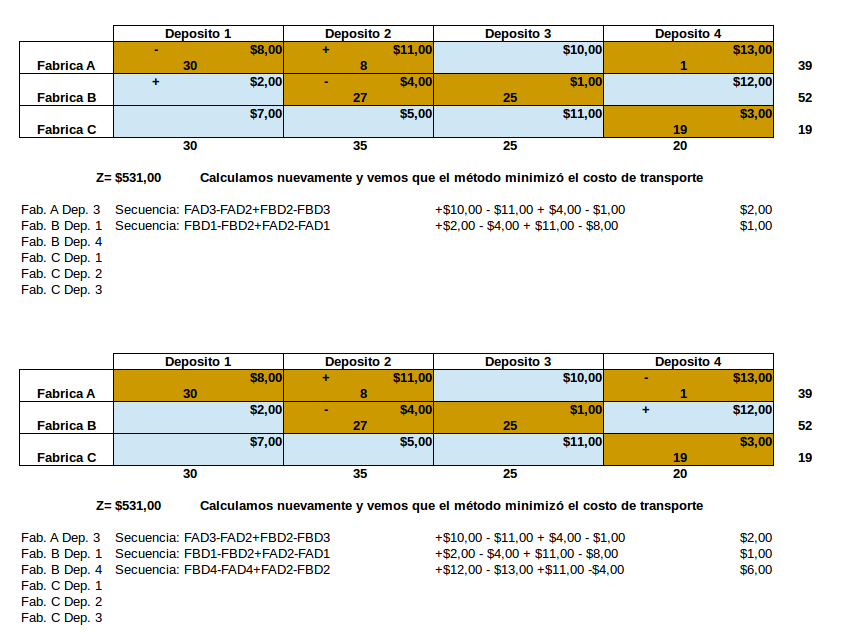 Deposito 1 Deposito 2 Deposito 3 Deposito 4
- $8,00 + $11,00 $10,00 $13,00
Fabrica A 30 8 1 39
+ $2,00 - $4,00 $1,00 $12,00
Fabrica B 27 25 52
$7,00 $5,00 $11,00 $3,00
Fabrica C 19 19
30 35 25 20
Z= $531,00 Calculamos nuevamente y vemos que el método minimizó el costo de transporte
Fab. A Dep. 3 Secuencia: FAD3-FAD2+FBD2-FBD3 +$10,00 - $11,00 + $4,00 - $1,00 $2,00
Fab. B Dep. 1 Secuencia: FBD1-FBD2+FAD2-FAD1 +$2,00 - $4,00 + $11,00 - $8,00 $1,00
Fab. B Dep. 4
Fab. C Dep. 1
Fab. C Dep. 2
Fab. C Dep. 3
Deposito 1 Deposito 2 Deposito 3 Deposito 4
$8,00 + $11,00 $10,00 - $13,00
Fabrica A 30 8 1 39
$2,00 - $4,00 $1,00 + $12,00
Fabrica B 27 25 52
$7,00 $5,00 $11,00 $3,00
Fabrica C 19 19
30 35 25 20
Z= $531,00 Calculamos nuevamente y vemos que el método minimizó el costo de transporte
Fab. A Dep. 3 Secuencia: FAD3-FAD2+FBD2-FBD3 +$10,00 - $11,00 + $4,00 - $1,00 $2,00
Fab. B Dep. 1 Secuencia: FBD1-FBD2+FAD2-FAD1 +$2,00 - $4,00 + $11,00 - $8,00 $1,00
Fab. B Dep. 4 Secuencia: FBD4-FAD4+FAD2-FBD2 +$12,00 - $13,00 +$11,00 -$4,00 $6,00
Fab. C Dep. 1
Fab. C Dep. 2
Fab. C Dep. 3